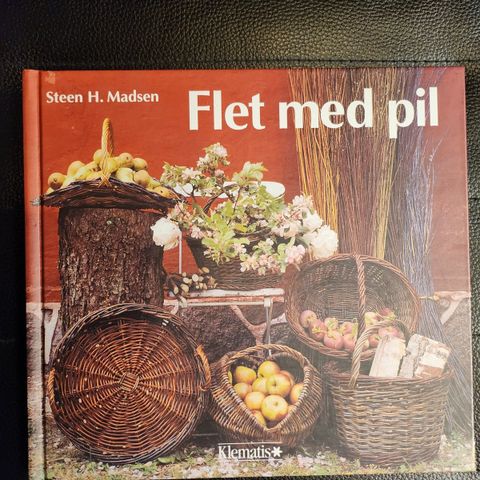 Steen H. Madsen
Flet med pil
Klematis*